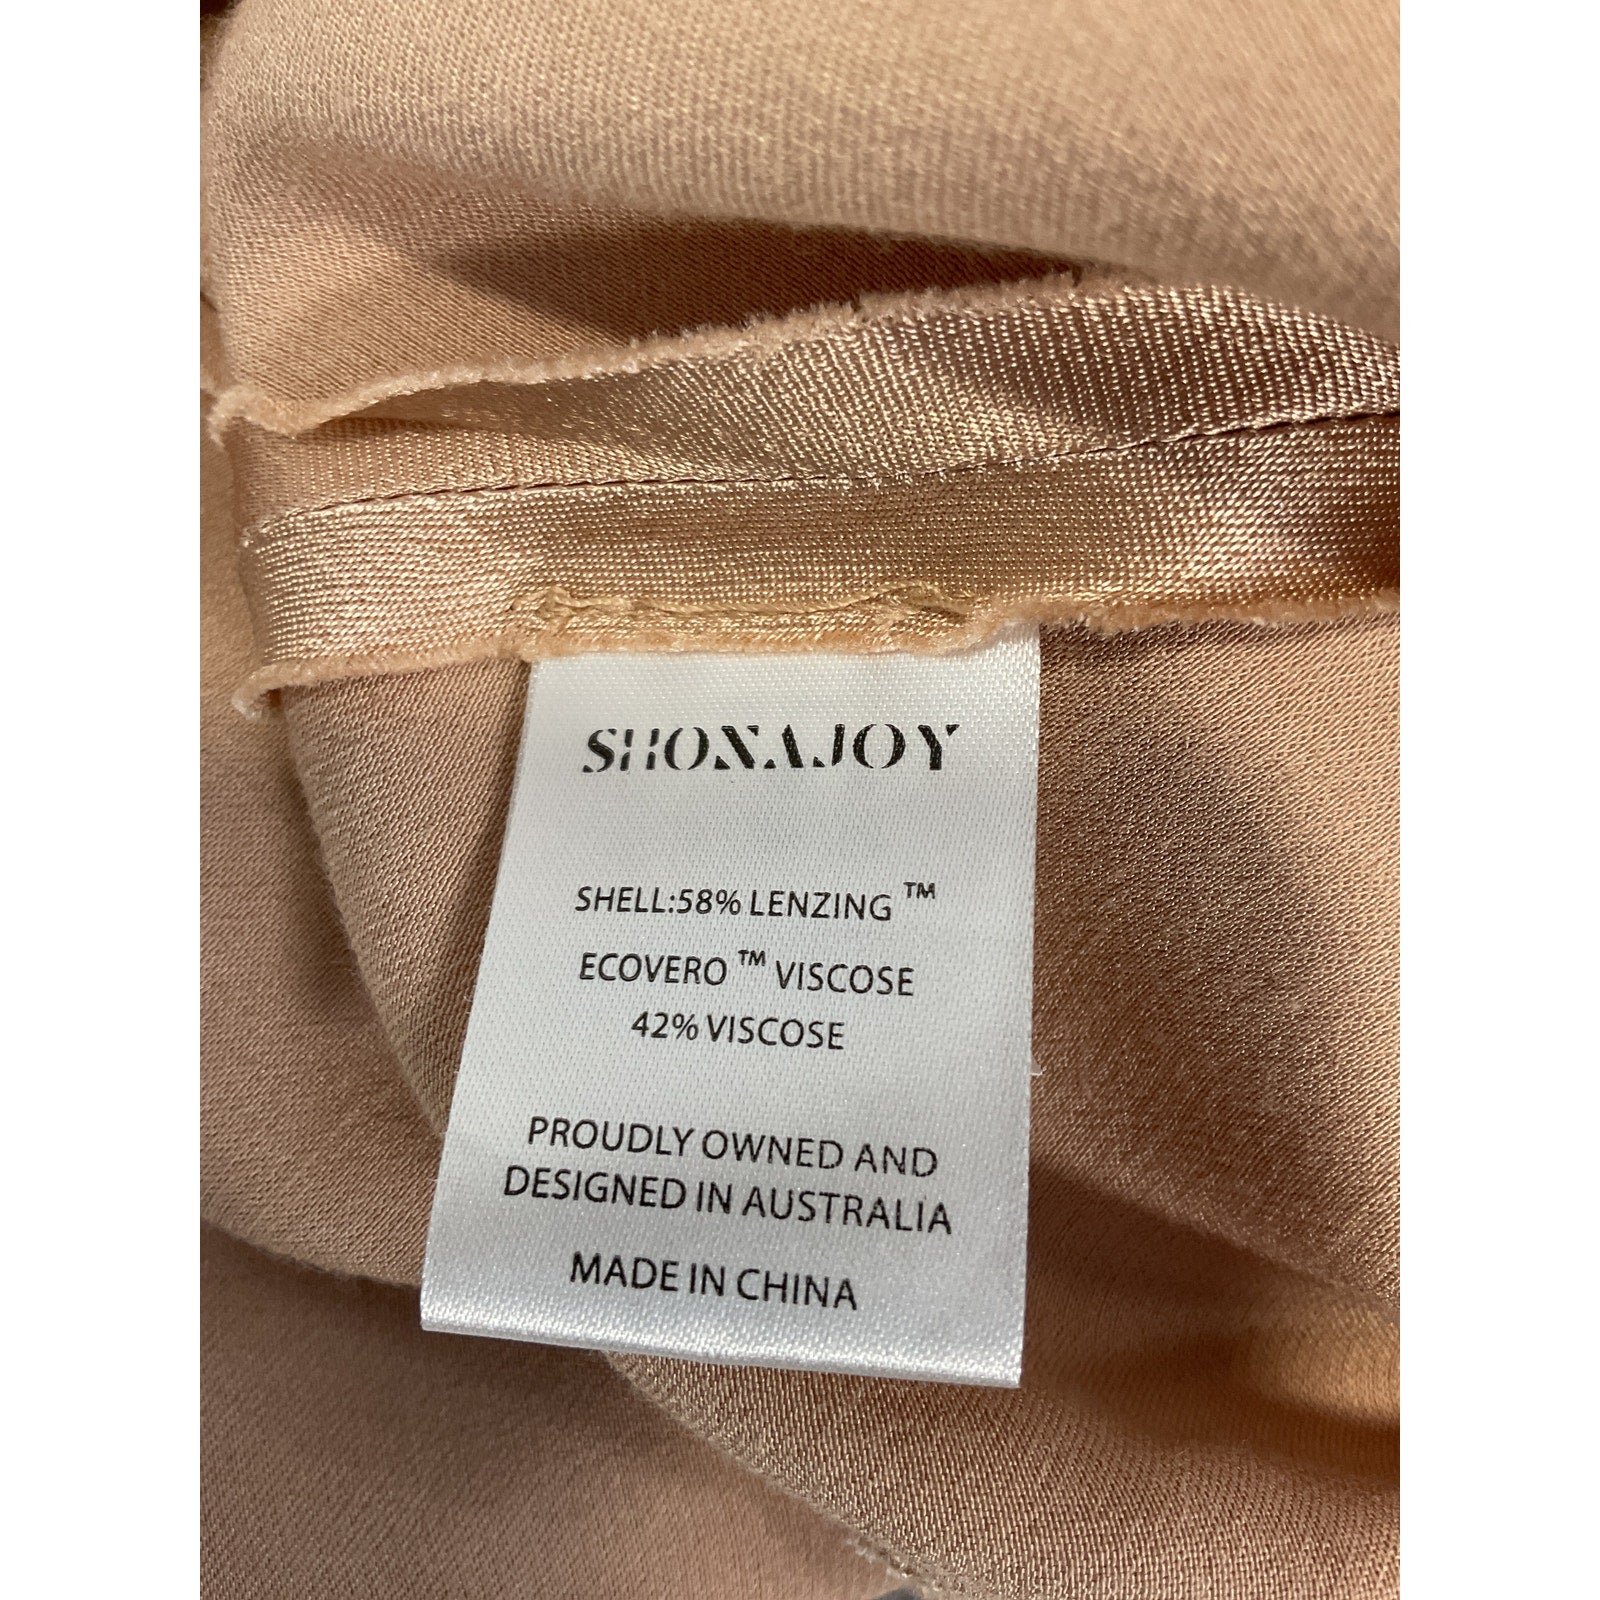 SHONAJOY
SHELL:58% LENZING ™
ECOVERO ™ VISCOSE
42% VISCOSE
PROUDLY OWNED AND
DESIGNED IN AUSTRALIA
MADE IN CHINA